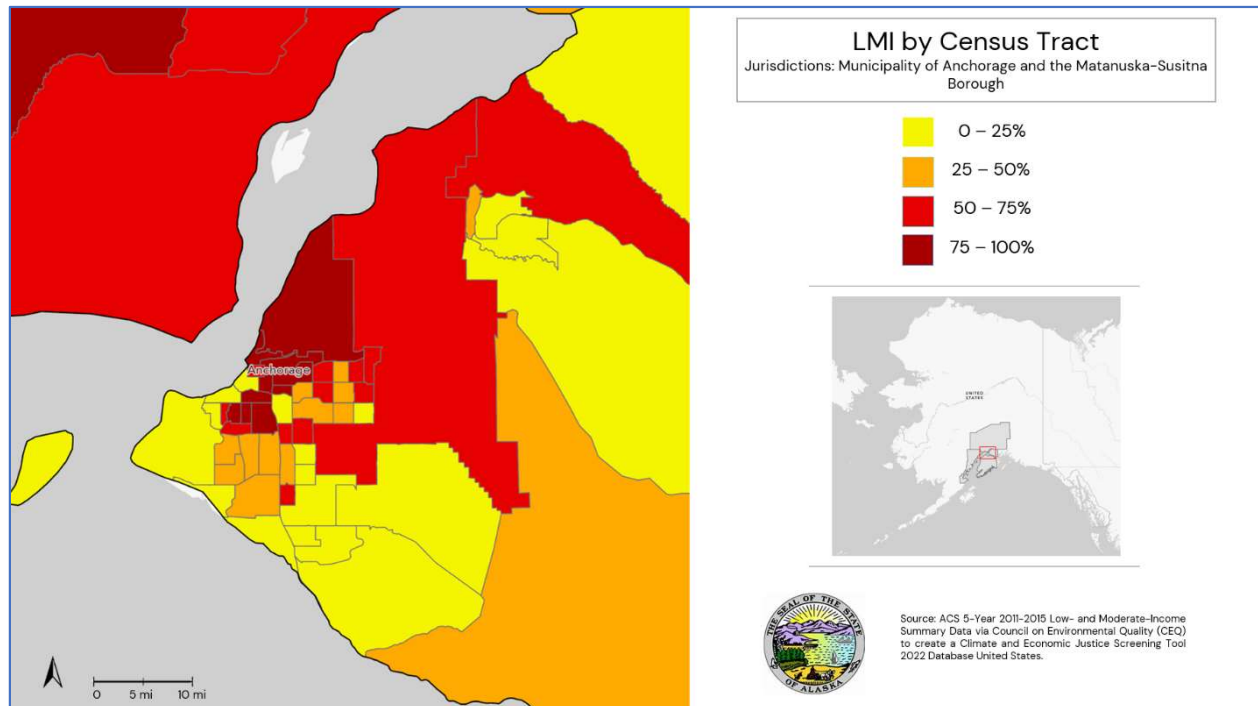 LMI by Census Tract
Jurisdictions: Municipality of Anchorage and the Matanuska-Susitna
Borough
0 – 25%
25 – 50%
50 – 75%
75 – 100%
Anchorage
UNITED
STATES
0 5 mi 10 mi
THE SEAL OF THE STATE
OF ALASKA
Source: ACS 5-Year 2011-2015 Low- and Moderate-Income
Summary Data via Council on Environmental Quality (CEQ)
to create a Climate and Economic Justice Screening Tool
2022 Database United States.